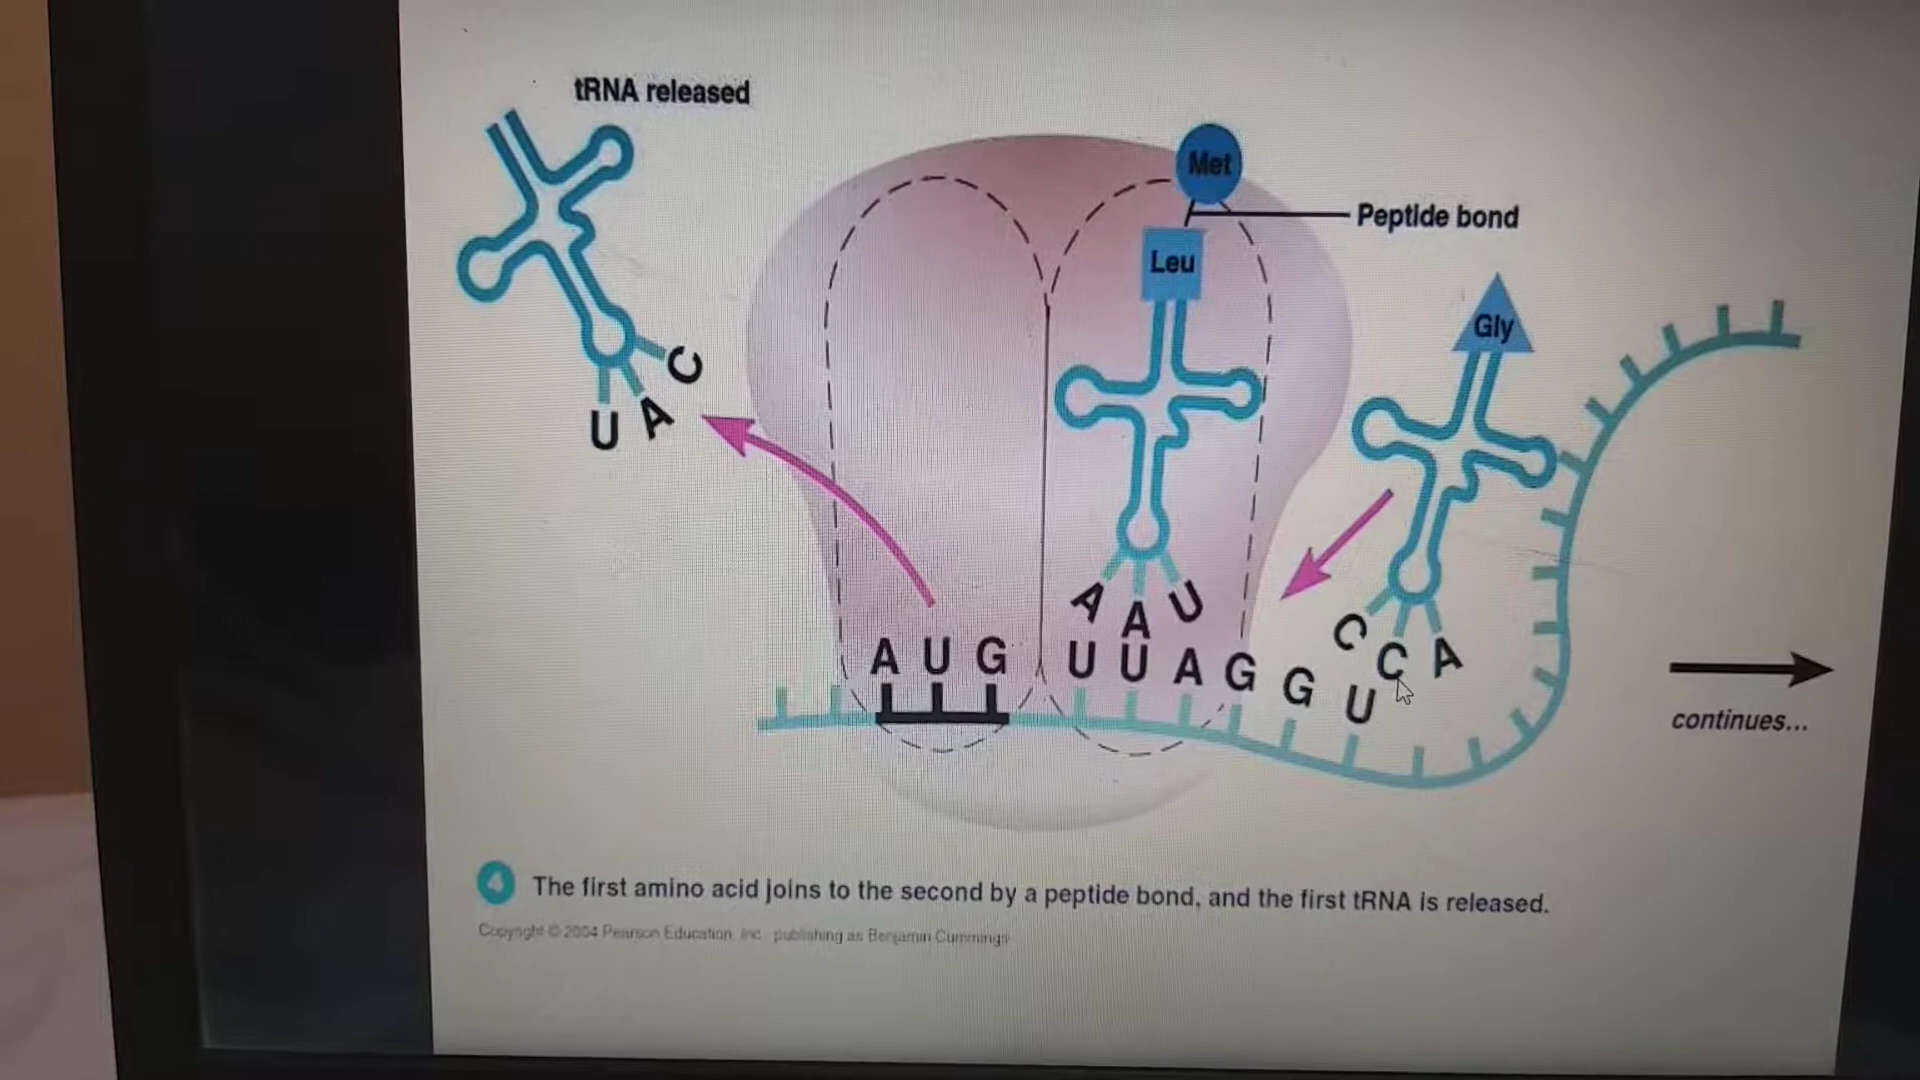 tRNA released
Met
Peptide bond
Leu
Gly
C
U A
A A U
C C A
A U G U U A G G U
continues...
4 The first amino acid joins to the second by a peptide bond, and the first tRNA is released.
Copyright © 2004 Pearson Education, Inc. publishing as Benjamin Cummings